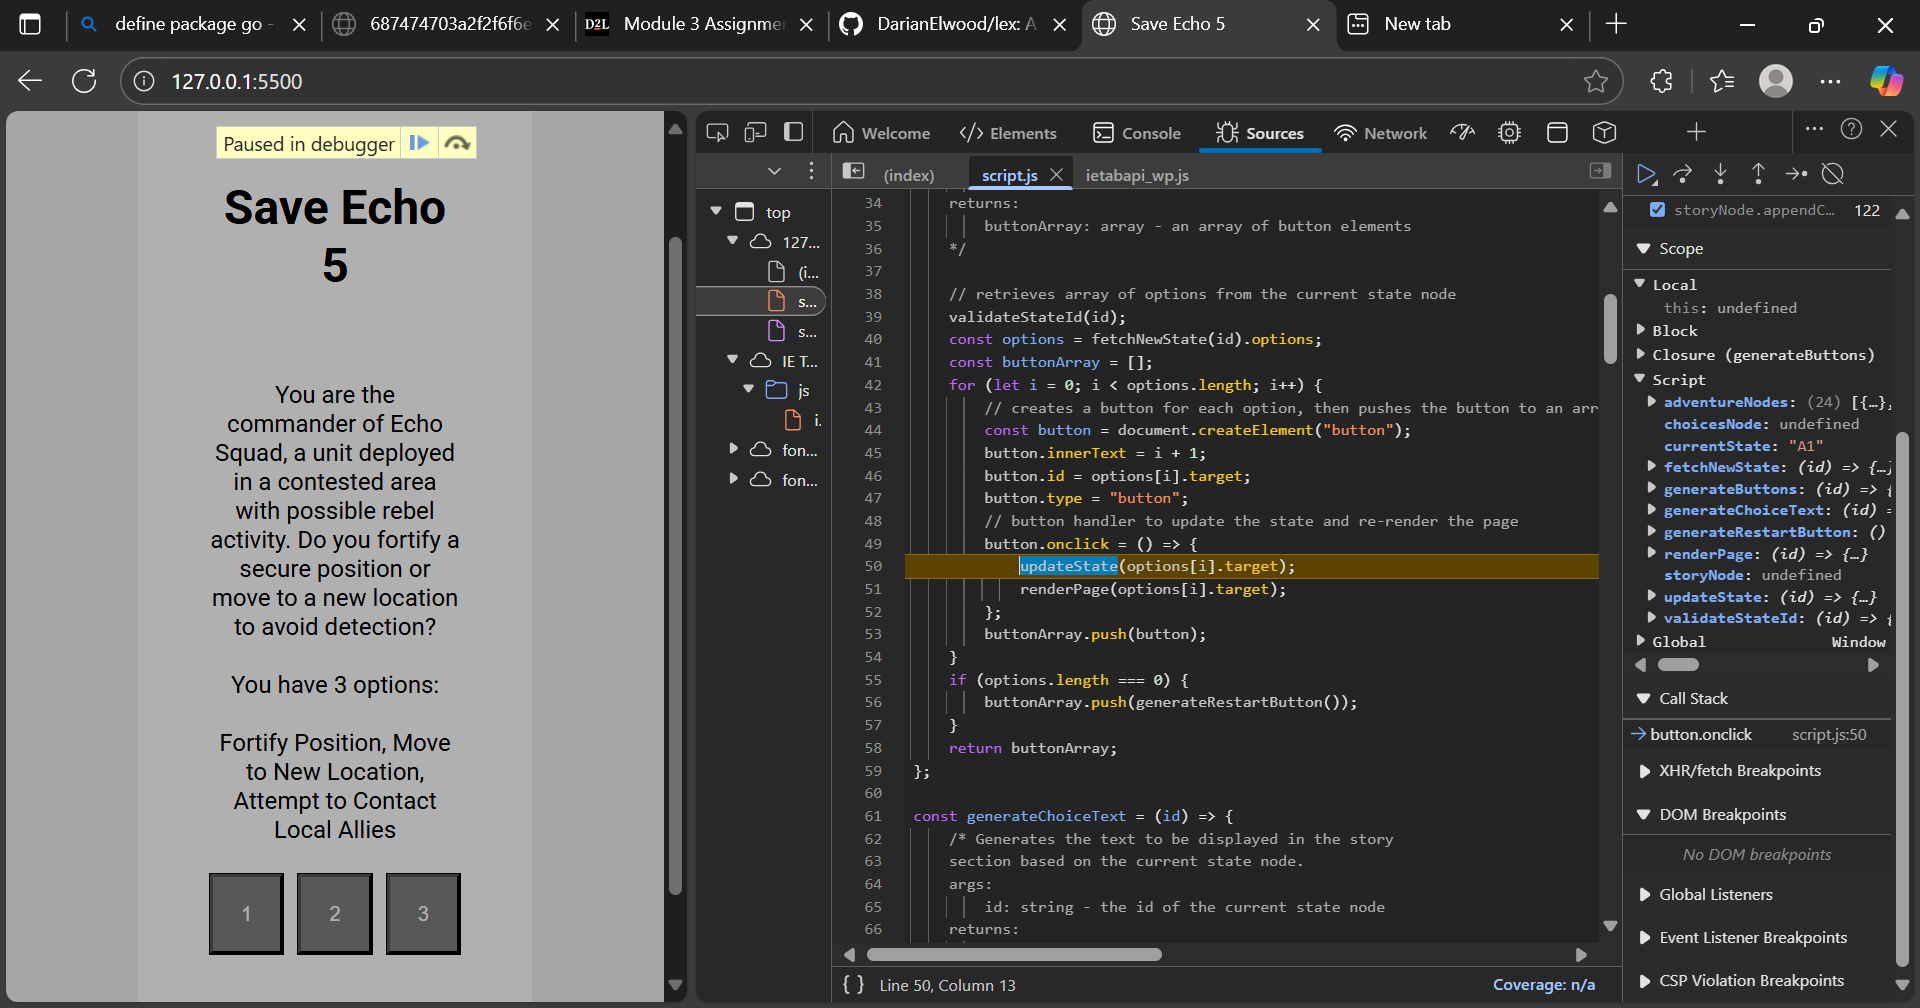 define package go -
687474703a2f2f6f6e
D2L
Module 3 Assignmer
DarianElwood/lex: A
Save Echo 5
New tab
127.0.0.1:5500
Paused in debugger
Save Echo
5
You are the
commander of Echo
Squad, a unit deployed
in a contested area
with possible rebel
activity. Do you fortify a
secure position or
move to a new location
to avoid detection?
You have 3 options:
Fortify Position, Move
to New Location,
Attempt to Contact
Local Allies
1 2 3
Welcome
Elements
Console
Sources
Network
top
127...
(i...
s...
s...
IE T...
js
i.
fon...
fon...
(index)
script.js
ietabapi_wp.js
34 returns:
35 buttonArray: array - an array of button elements
36 */
37
38 // retrieves array of options from the current state node
39 validateStateId(id);
40 const options = fetchNewState(id).options;
41 const buttonArray = [];
42 for (let i = 0; i < options.length; i++) {
43 // creates a button for each option, then pushes the button to an arr
44 const button = document.createElement("button");
45 button.innerText = i + 1;
46 button.id = options[i].target;
47 button.type = "button";
48 // button handler to update the state and re-render the page
49 button.onclick = () => {
50 updateState(options[i].target);
51 renderPage(options[i].target);
52 };
53 buttonArray.push(button);
54 }
55 if (options.length === 0) {
56 buttonArray.push(generateRestartButton());
57 }
58 return buttonArray;
59 };
60
61 const generateChoiceText = (id) => {
62 /* Generates the text to be displayed in the story
63 section based on the current state node.
64 args:
65 id: string - the id of the current state node
66 returns:
{ } Line 50, Column 13
Coverage: n/a
storyNode.appendC... 122
Scope
Local
this: undefined
Block
Closure (generateButtons)
Script
adventureNodes: (24) [{…},
choicesNode: undefined
currentState: "A1"
fetchNewState: (id) => {…}
generateButtons: (id) => {
generateChoiceText: (id) =
generateRestartButton: ()
renderPage: (id) => {…}
storyNode: undefined
updateState: (id) => {…}
validateStateId: (id) => {
Global Window
Call Stack
button.onclick script.js:50
XHR/fetch Breakpoints
DOM Breakpoints
No DOM breakpoints
Global Listeners
Event Listener Breakpoints
CSP Violation Breakpoints